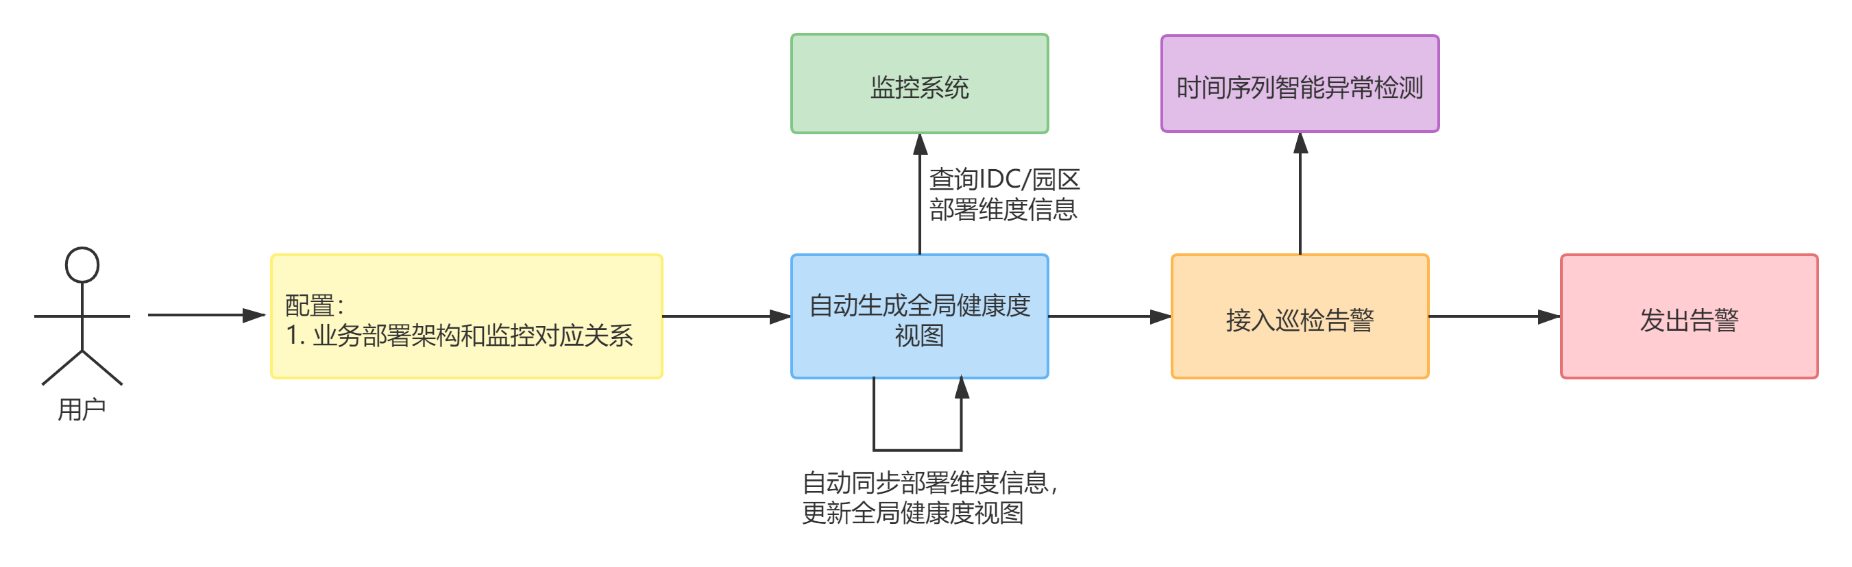 监控系统
时间序列智能异常检测
查询IDC/园区
部署维度信息
用户
配置：
1. 业务部署架构和监控对应关系
自动生成全局健康度
视图
接入巡检告警
发出告警
自动同步部署维度信息，
更新全局健康度视图